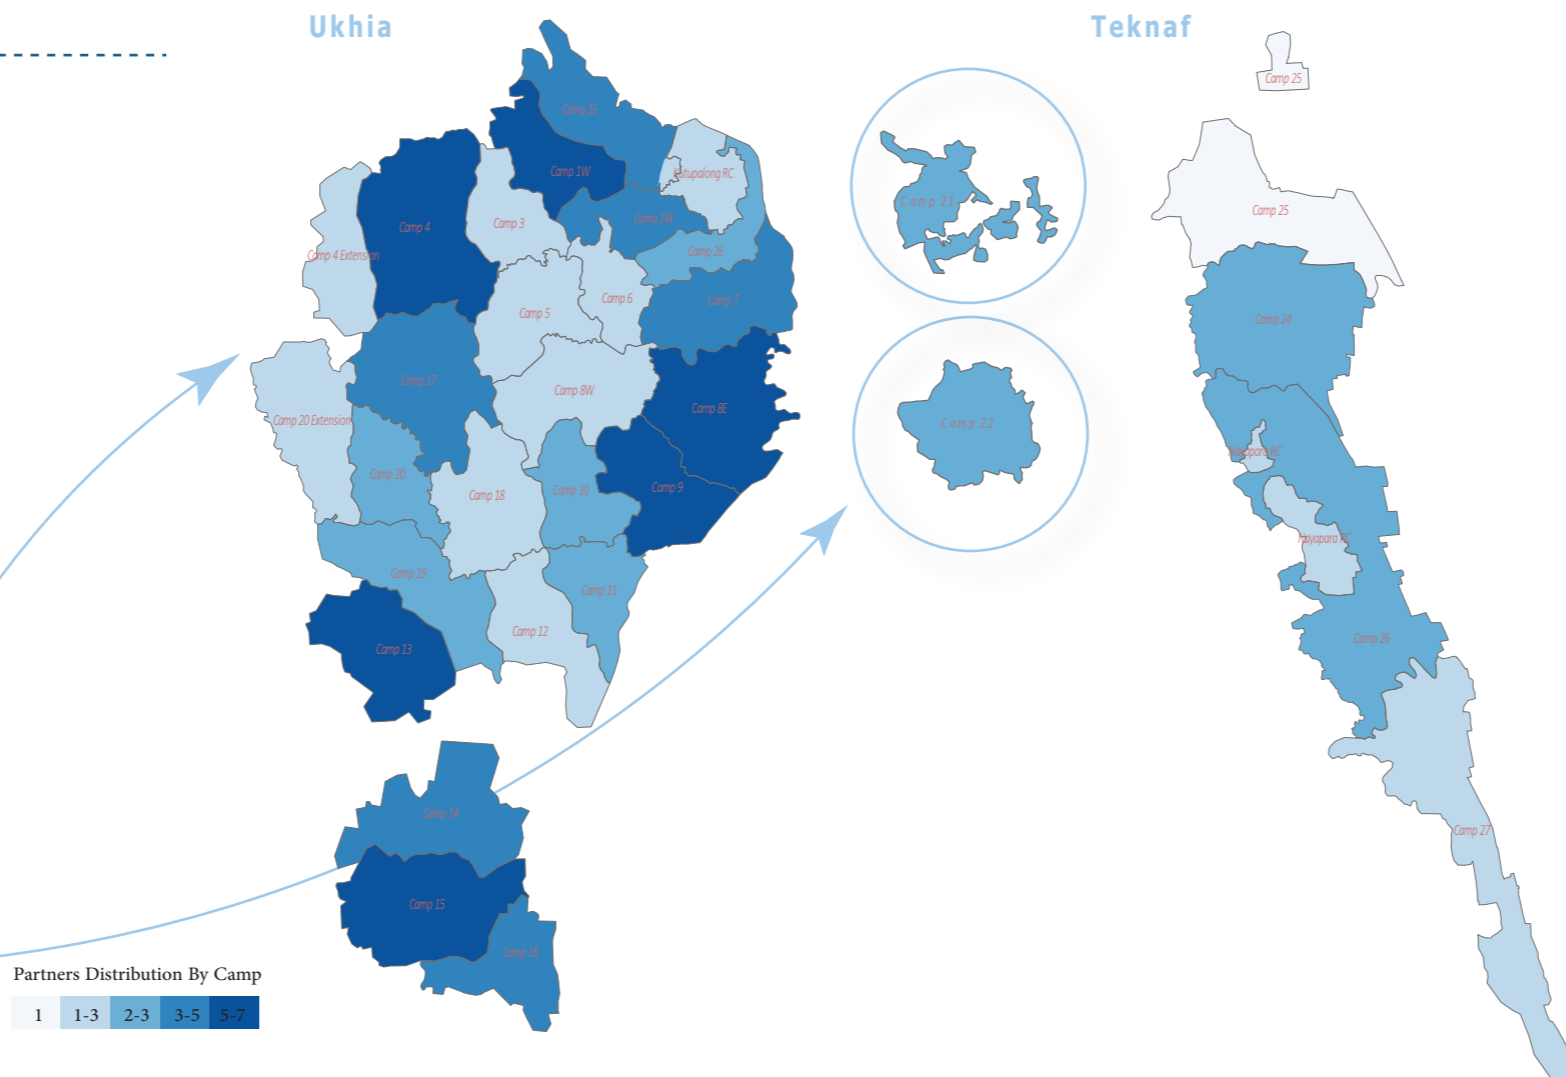 Ukhia
Teknaf
Camp 25
Camp 1E
Camp 1W
Kutupalong RC
Camp 21
Camp 25
Camp 4
Camp 3
Camp 2W
Camp 4 Extension
Camp 2E
Camp 6
Camp 7
Camp 5
Camp 24
Camp 17
Camp 8W
Camp 8E
Camp 20 Extension
Camp 22
Nayapara RC
Camp 20
Camp 18
Camp 10
Camp 9
Nayapara RC
Camp 19
Camp 11
Camp 12
Camp 13
Camp 26
Camp 14
Camp 27
Camp 15
Camp 16
Partners Distribution By Camp
1 1-3 2-3 3-5 5-7